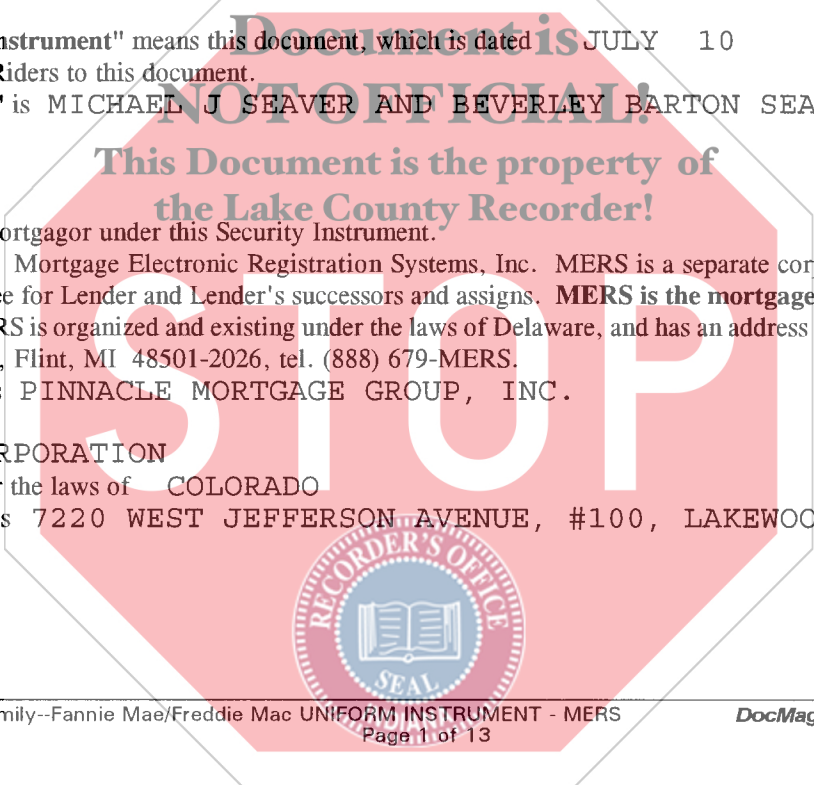 Document is
nstrument" means this document, which is dated JULY 10
Riders to this document.
NOT OFFICIAL!
" is MICHAEL J SEAVER AND BEVERLEY BARTON SEA
This Document is the property of
the Lake County Recorder!
ortgagor under this Security Instrument.
Mortgage Electronic Registration Systems, Inc. MERS is a separate cor
e for Lender and Lender's successors and assigns. MERS is the mortgage
RS is organized and existing under the laws of Delaware, and has an address
, Flint, MI 48501-2026, tel. (888) 679-MERS.
STOP
s PINNACLE MORTGAGE GROUP, INC.
RPORATION
r the laws of COLORADO
s 7220 WEST JEFFERSON AVENUE, #100, LAKEWOO
RECORDER'S OFFICE
SEAL
INDIANA
mily--Fannie Mae/Freddie Mac UNIFORM INSTRUMENT - MERS DocMag
Page 1 of 13